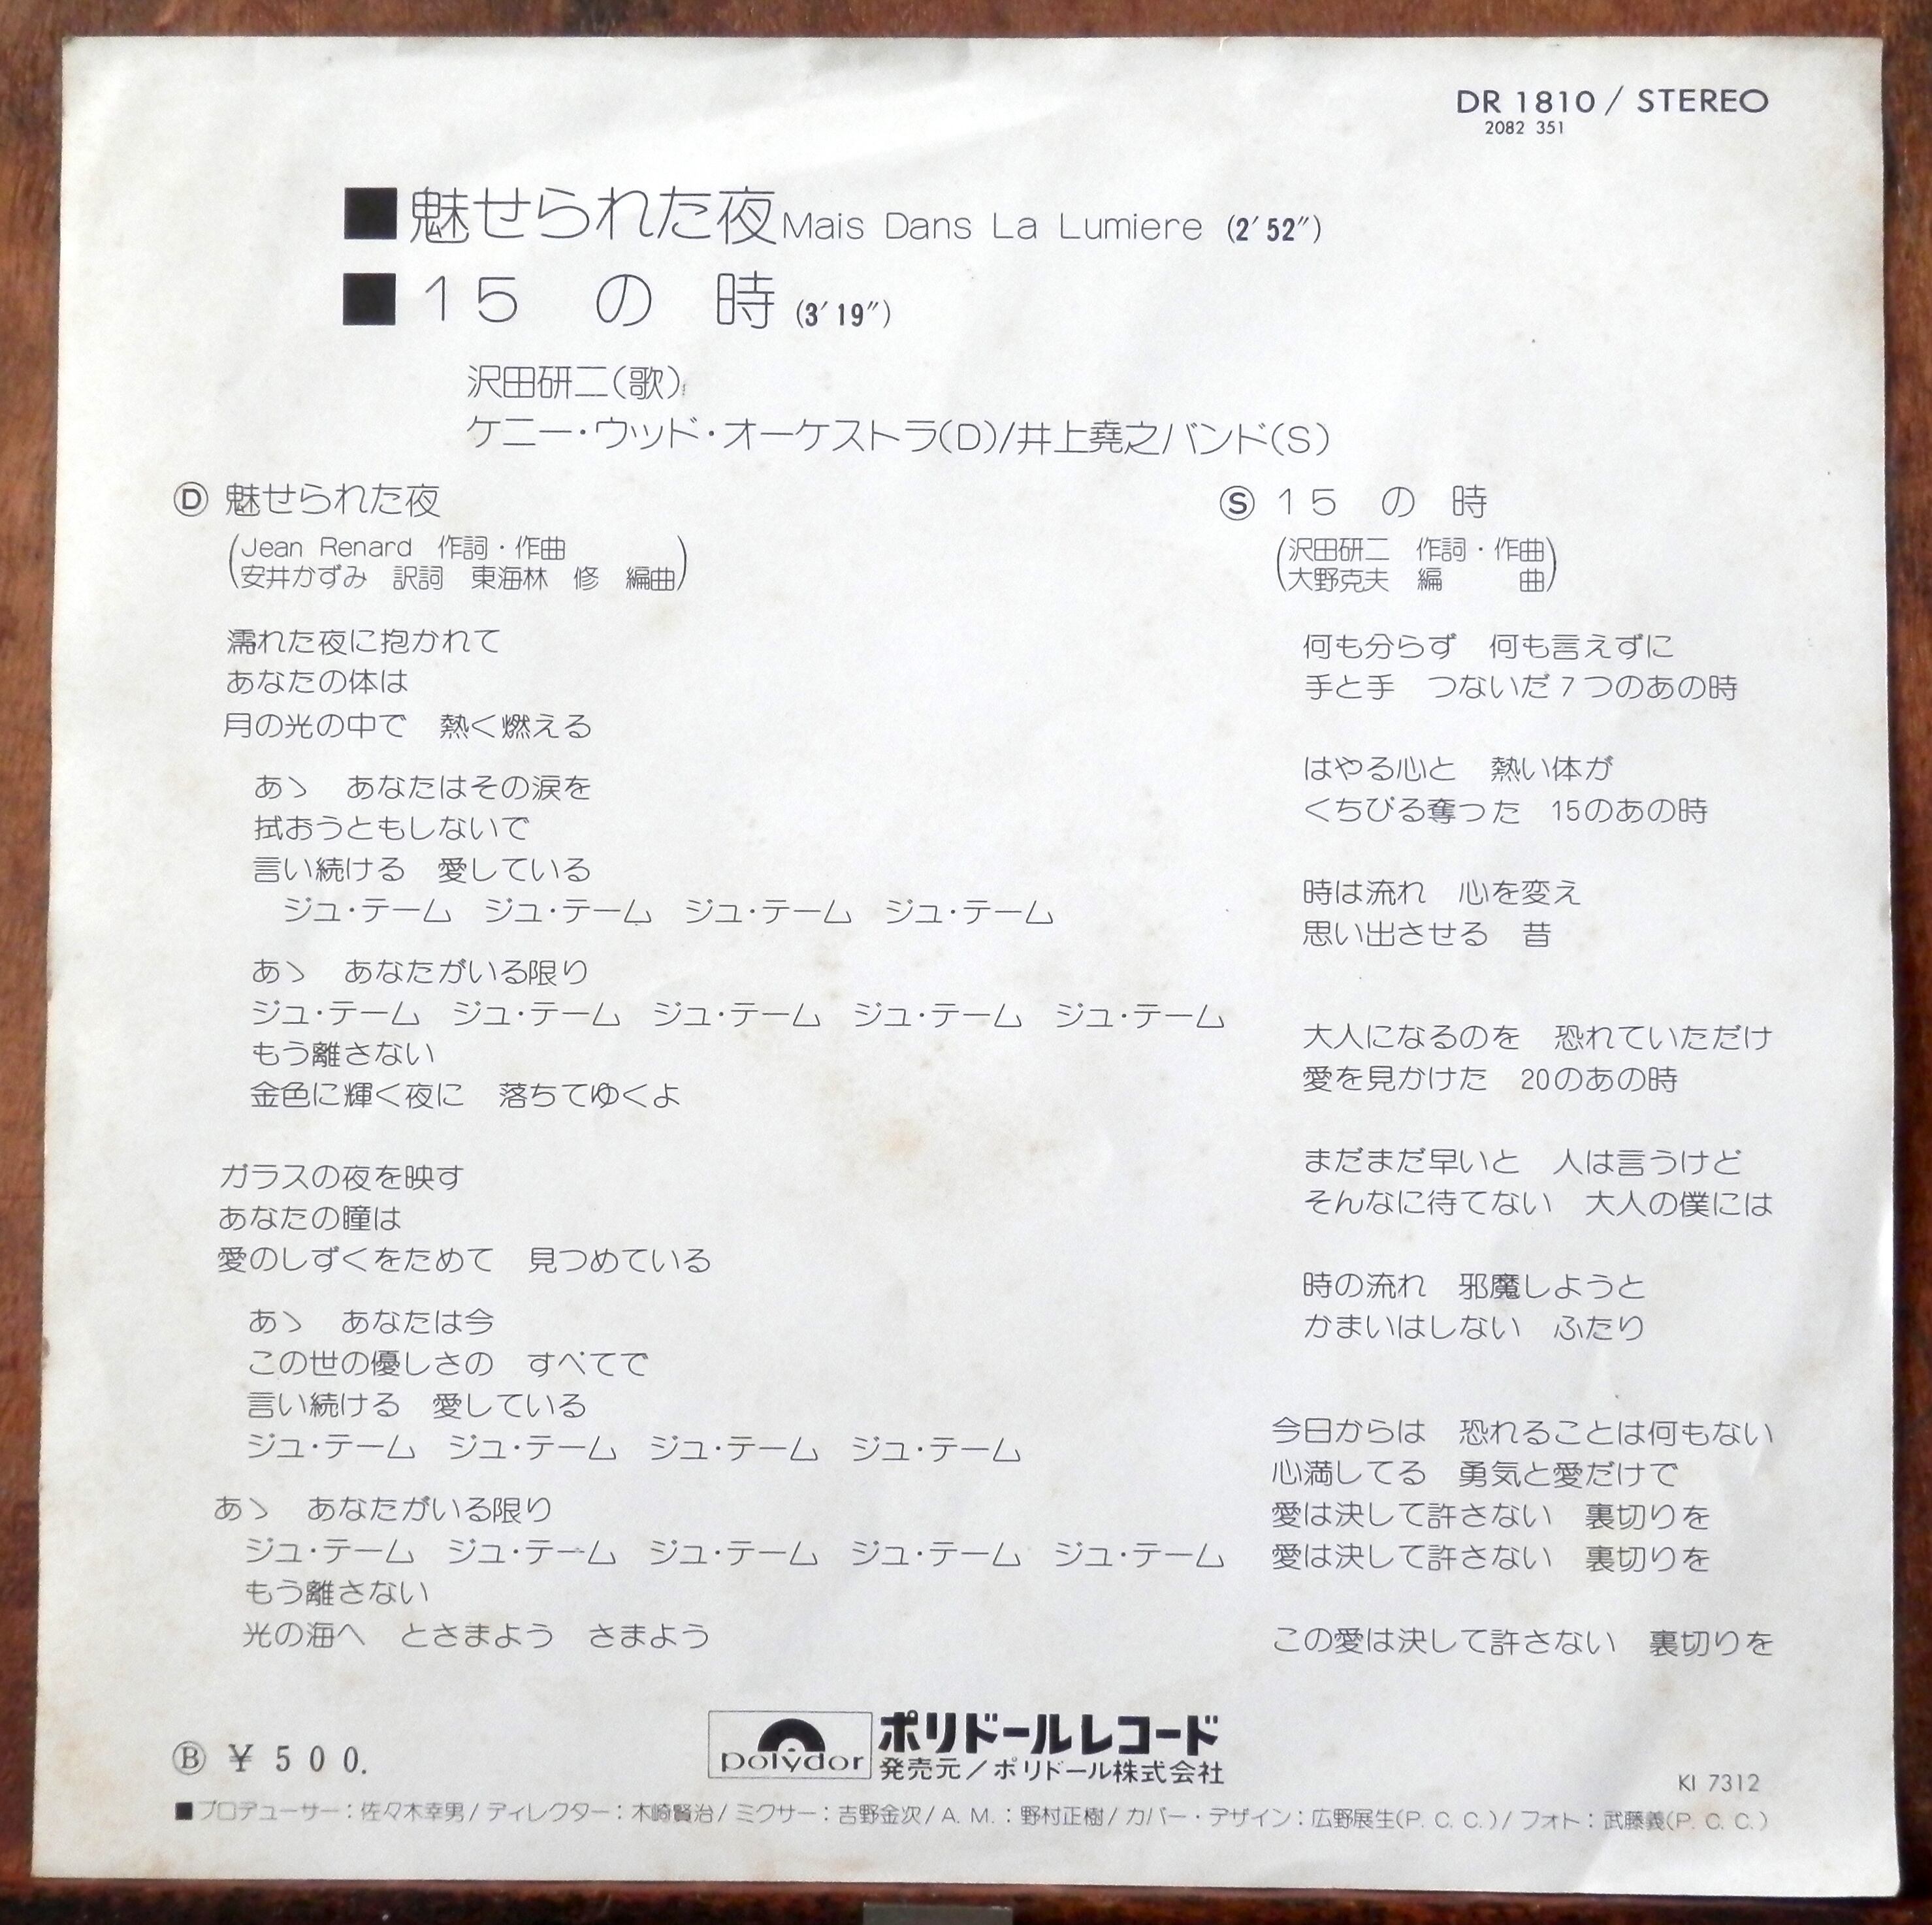 DR 1810 / STEREO
2082 351
■魅せられた夜 Mais Dans La Lumiere (2′52″)
■15 の 時 (3′19″)
沢田研二(歌)
ケニー・ウッド・オーケストラ(D)/井上堯之バンド(S)
Ⓓ 魅せられた夜
(Jean Renard 作詞・作曲
安井かずみ 訳詞 東海林 修 編曲)
濡れた夜に抱かれて
あなたの体は
月の光の中で 熱く燃える
あゝ あなたはその涙を
拭おうともしないで
言い続ける 愛している
ジュ・テーム ジュ・テーム ジュ・テーム ジュ・テーム
あゝ あなたがいる限り
ジュ・テーム ジュ・テーム ジュ・テーム ジュ・テーム ジュ・テーム
もう離さない
金色に輝く夜に 落ちてゆくよ
ガラスの夜を映す
あなたの瞳は
愛のしずくをためて 見つめている
あゝ あなたは今
この世の優しさの すべてで
言い続ける 愛している
ジュ・テーム ジュ・テーム ジュ・テーム ジュ・テーム
あゝ あなたがいる限り
ジュ・テーム ジュ・テーム ジュ・テーム ジュ・テーム ジュ・テーム
もう離さない
光の海へ とさまよう さまよう
Ⓢ 15 の 時
(沢田研二 作詞・作曲
大野克夫 編 曲)
何も分らず 何も言えずに
手と手 つないだ7つのあの時
はやる心と 熱い体が
くちびる奪った 15のあの時
時は流れ 心を変え
思い出させる 昔
大人になるのを 恐れていただけ
愛を見かけた 20のあの時
まだまだ早いと 人は言うけど
そんなに待てない 大人の僕には
時の流れ 邪魔しようと
かまいはしない ふたり
今日からは 恐れることは何もない
心満してる 勇気と愛だけで
愛は決して許さない 裏切りを
愛は決して許さない 裏切りを
この愛は決して許さない 裏切りを
Ⓑ ¥500.
polydor
ポリドールレコード
発売元/ポリドール株式会社
KI 7312
■プロデューサー:佐々木幸男/ディレクター:木崎賢治/ミクサー:吉野金次/A.M.:野村正樹/カバー・デザイン:広野展生(P.C.C.)/フォト:武藤義(P.C.C.)